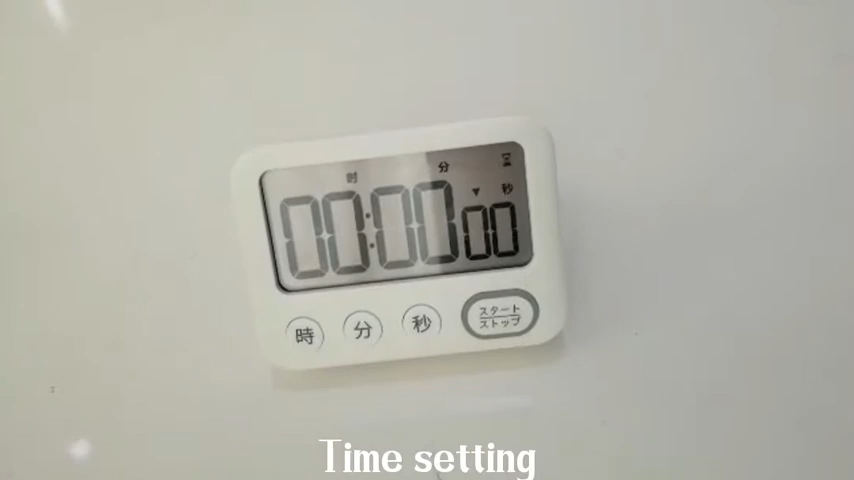 时 分
秒
00:00 00
時 分 秒 スタート
ストップ
Time setting